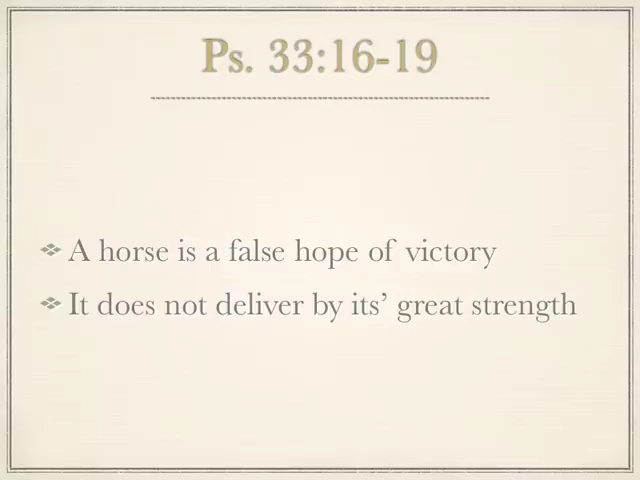 Ps. 33:16-19
A horse is a false hope of victory
It does not deliver by its’ great strength